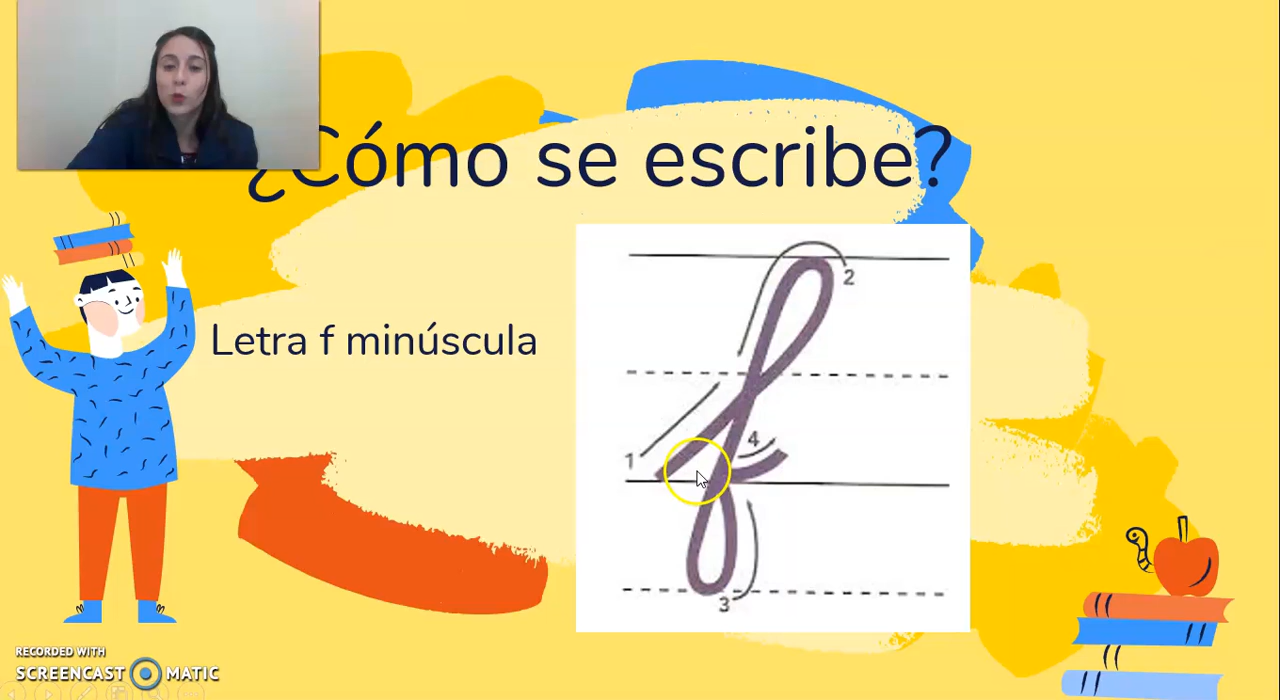 ¿Cómo se escribe?
Letra f minúscula
f
1
2
3
4
RECORDED WITH
SCREENCAST MATIC